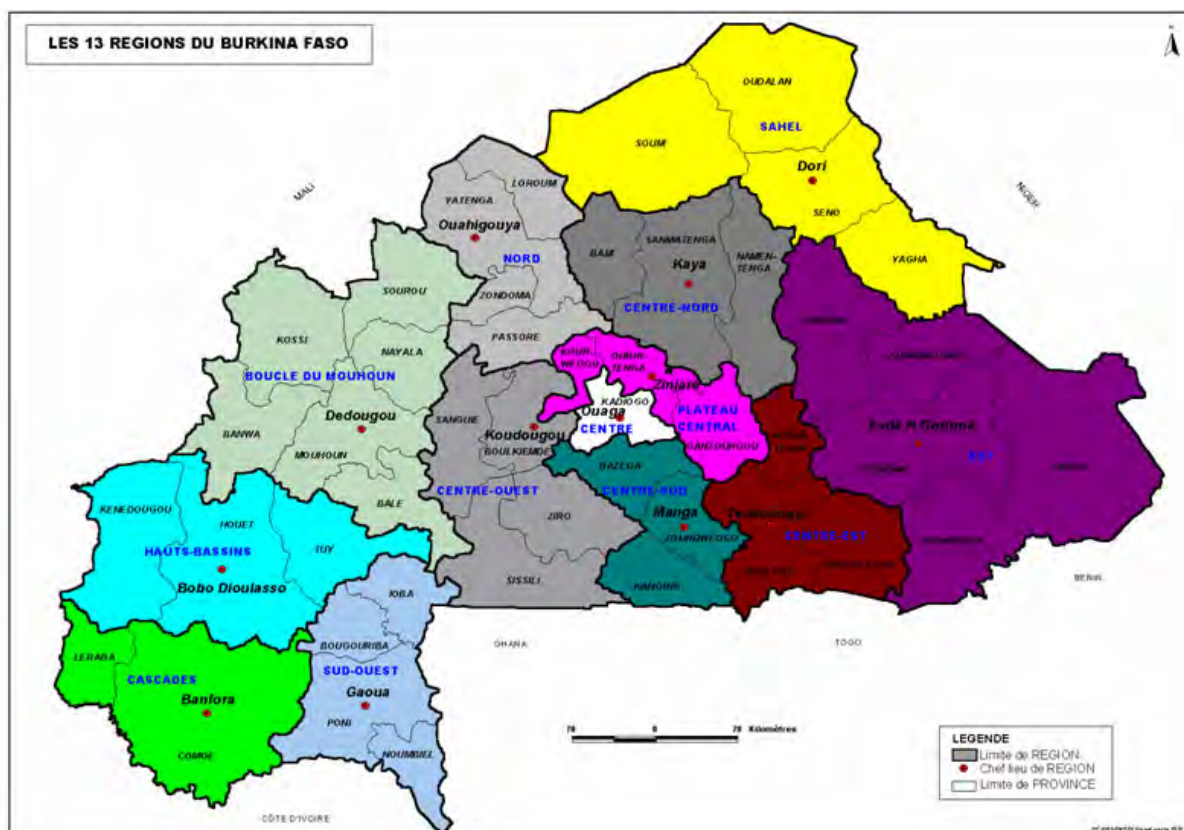 LES 13 REGIONS DU BURKINA FASO
OUDALAN
SAHEL
SOUM
Dori
SENO
YAGHA
MALI
NIGER
LOROUM
YATENGA
Ouahigouya
NORD
ZONDOMA
PASSORE
BAM
SANMATENGA
Kaya
NAMEN-
TENGA
CENTRE-NORD
SOUROU
KOSSI
NAYALA
BOUCLE DU MOUHOUN
Dedougou
BANWA
MOUHOUN
BALE
KOUR-
WEOGO
OUBRI-
TENGA
Ziniaré
PLATEAU
CENTRAL
KADIOGO
Ouaga
CENTRE
SANGUIE
Koudougou
BOULKIEMDE
CENTRE-OUEST
ZIRO
SISSILI
BAZEGA
CENTRE-SUD
Manga
ZOUNDWEOGO
CENTRE-EST
EST
KENEDOUGOU
HOUET
TUY
HAUTS-BASSINS
Bobo Dioulasso
IOBA
BOUGOURIBA
SUD-OUEST
Gaoua
PONI
NOUMBIEL
LERABA
CASCADES
Banfora
COMOE
GHANA
TOGO
BENIN
CÔTE D'IVOIRE
70 0 70 Kilomètres
LEGENDE
Limite de REGION
Chef lieu de REGION
Limite de PROVINCE